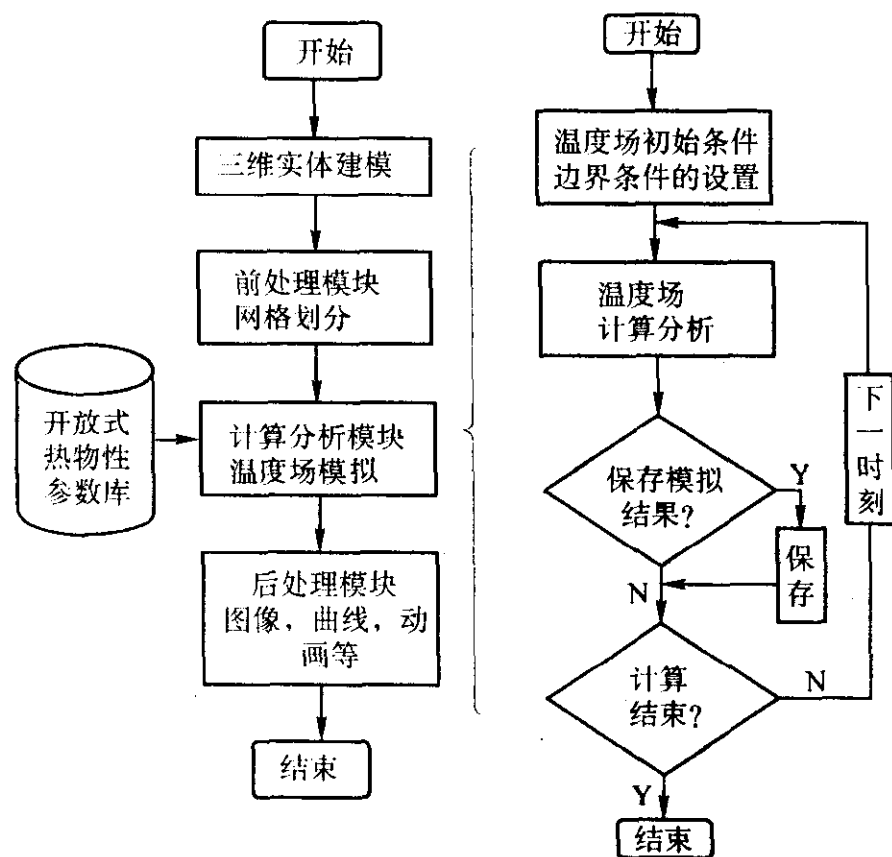 开始
三维实体建模
前处理模块
网格划分
开放式
热物性
参数库
计算分析模块
温度场模拟
后处理模块
图像，曲线，动
画等
结束
开始
温度场初始条件
边界条件的设置
温度场
计算分析
下一时刻
保存模拟
结果?
Y
保存
N
计算
结束?
N
Y
结束